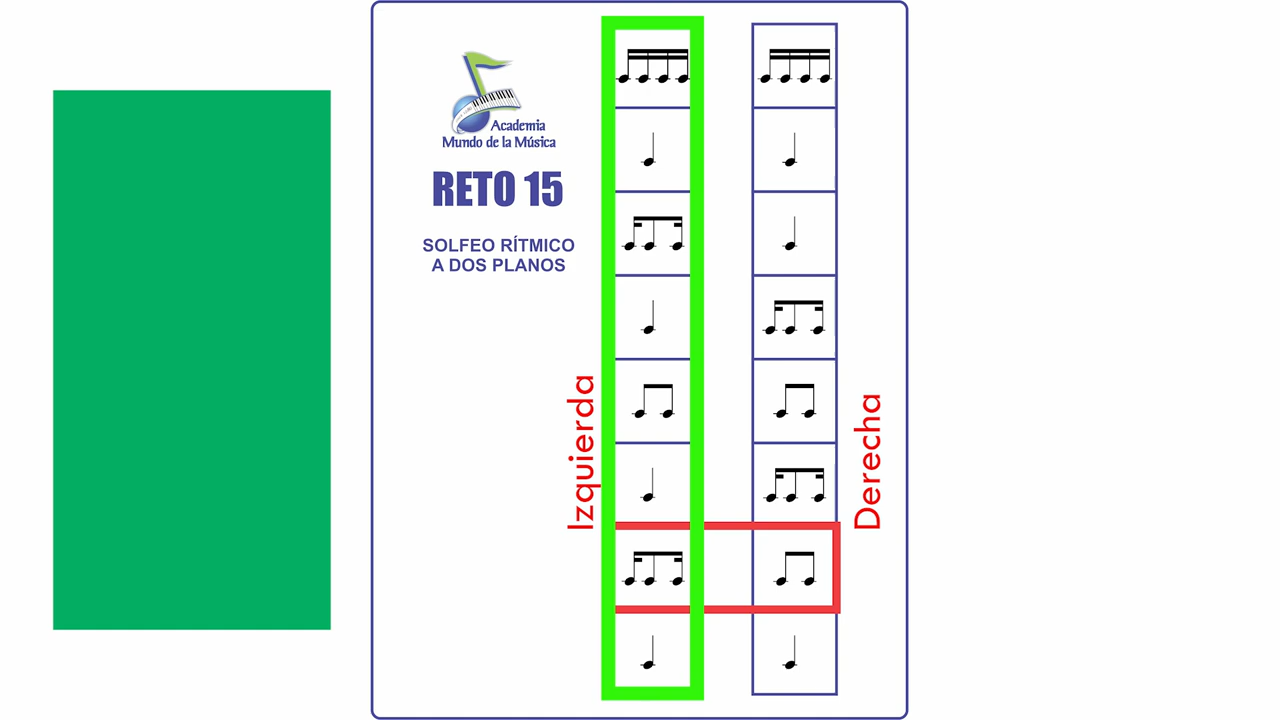 Academia
Mundo de la Música
RETO 15
SOLFEO RÍTMICO
A DOS PLANOS
Izquierda
Derecha